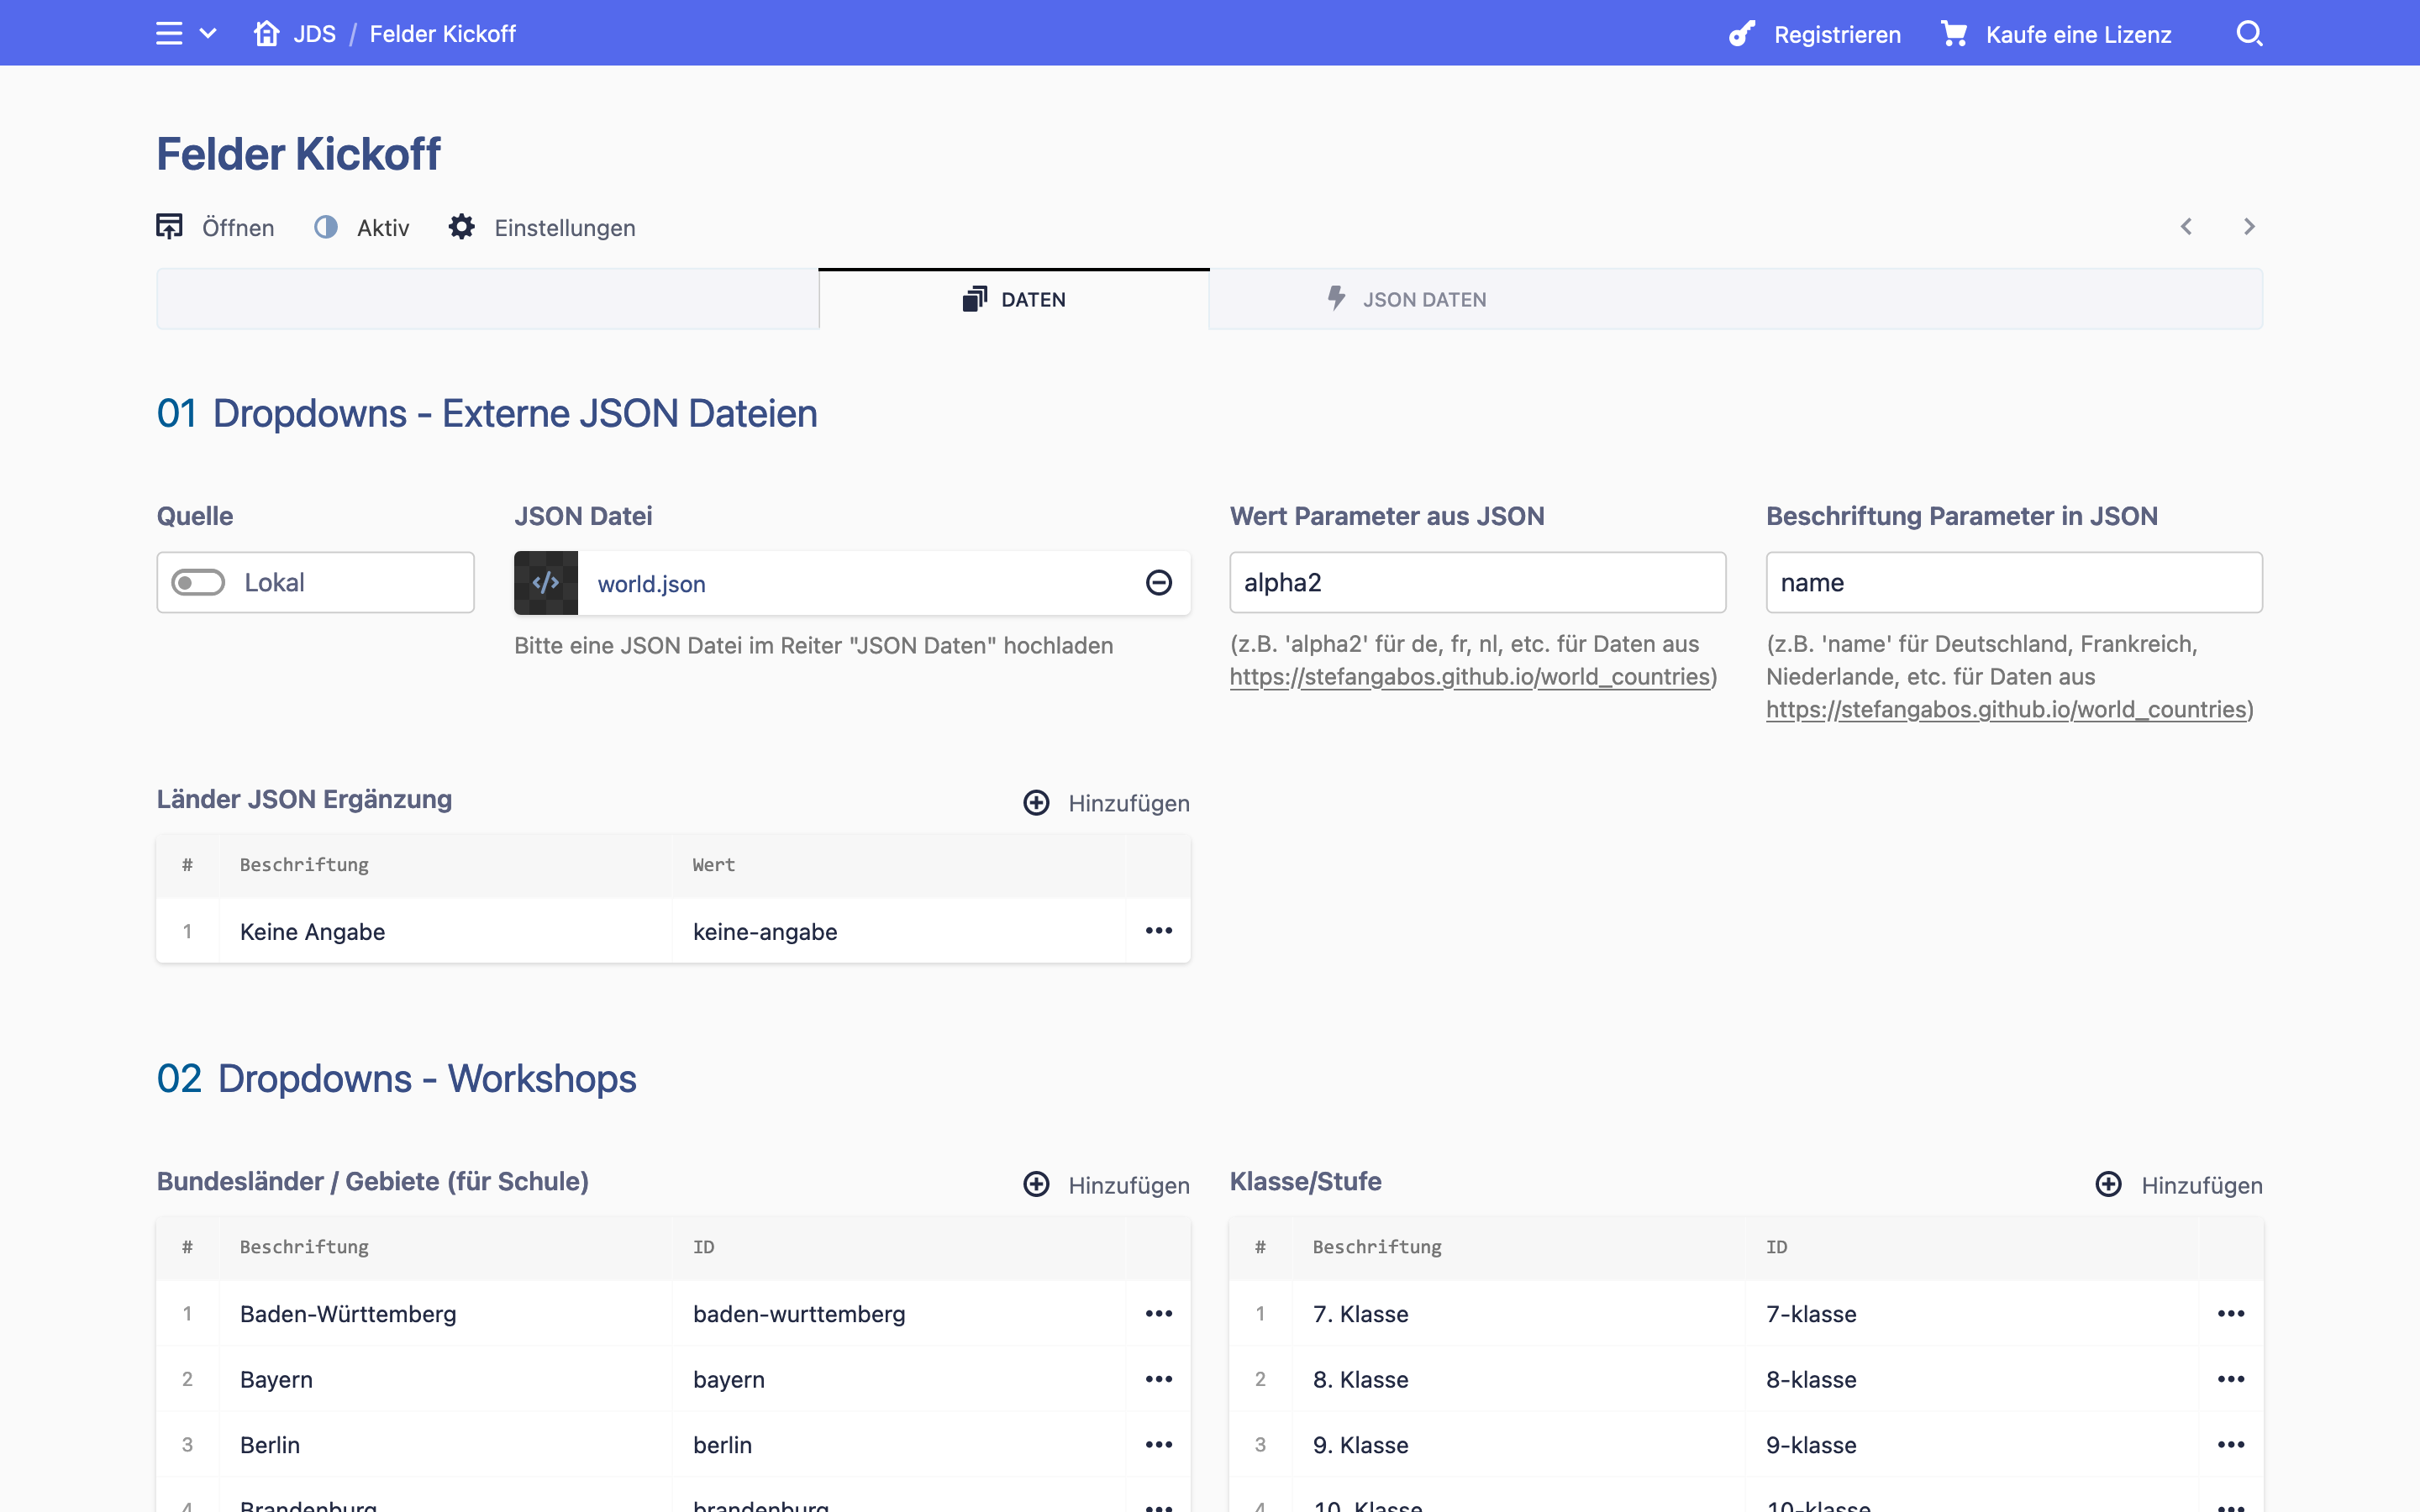 JDS / Felder Kickoff
Registrieren
Kaufe eine Lizenz
Felder Kickoff
Öffnen
Aktiv
Einstellungen
DATEN
JSON DATEN
01 Dropdowns - Externe JSON Dateien
Quelle
Lokal
JSON Datei
</> world.json
Bitte eine JSON Datei im Reiter "JSON Daten" hochladen
Wert Parameter aus JSON
alpha2
(z.B. 'alpha2' für de, fr, nl, etc. für Daten aus
https://stefangabos.github.io/world_countries)
Beschriftung Parameter in JSON
name
(z.B. 'name' für Deutschland, Frankreich,
Niederlande, etc. für Daten aus
https://stefangabos.github.io/world_countries)
Länder JSON Ergänzung
Hinzufügen
# Beschriftung Wert
1 Keine Angabe keine-angabe
02 Dropdowns - Workshops
Bundesländer / Gebiete (für Schule)
Hinzufügen
# Beschriftung ID
1 Baden-Württemberg baden-wurttemberg
2 Bayern bayern
3 Berlin berlin
4 Brandenburg brandenburg
Klasse/Stufe
Hinzufügen
# Beschriftung ID
1 7. Klasse 7-klasse
2 8. Klasse 8-klasse
3 9. Klasse 9-klasse
4 10. Klasse 10-klasse